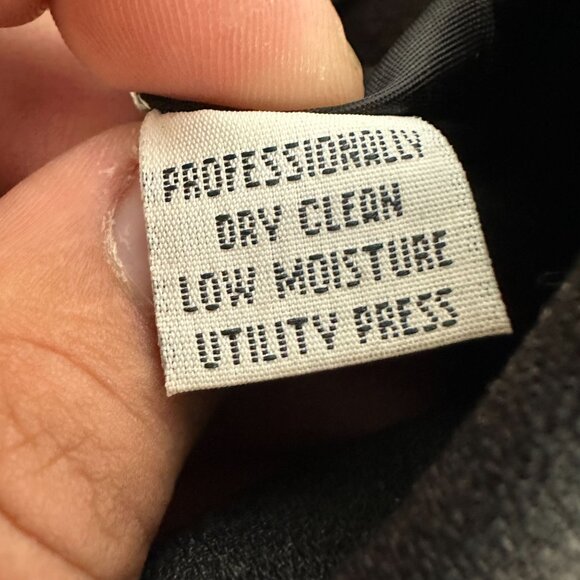 PROFESSIONALLY
DRY CLEAN
LOW MOISTURE
UTILITY PRESS